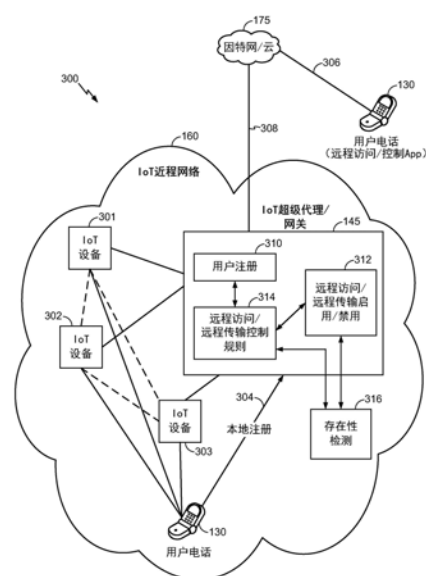 175
因特网/云
306
130
300
用户电话
（远程访问/控制App）
308
160
IoT近程网络
IoT超级代理/
网关
145
301
IoT
设备
310
用户注册
312
远程访问/
远程传输启
用/禁用
314
远程访问/
远程传输控制
规则
302
IoT
设备
IoT
设备
303
304
本地注册
316
存在性
检测
130
用户电话